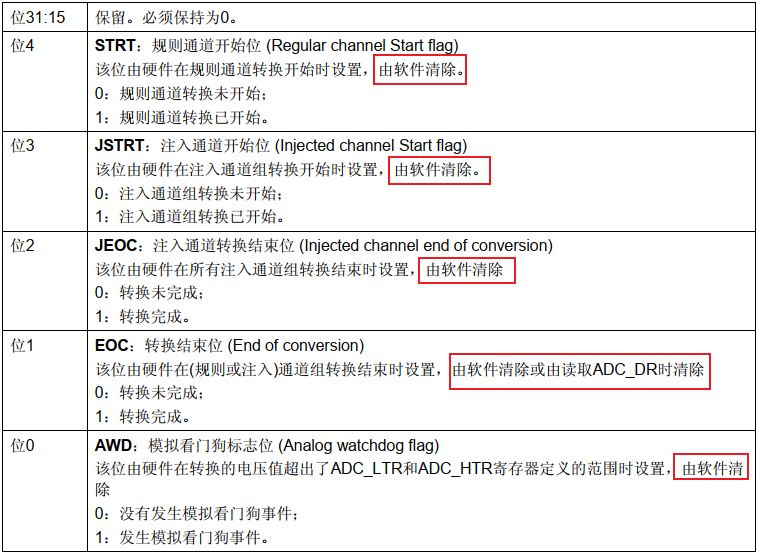 位31:15 保留。必须保持为0。
位4 STRT：规则通道开始位 (Regular channel Start flag)
该位由硬件在规则通道转换开始时设置，由软件清除。
0：规则通道转换未开始；
1：规则通道转换已开始。
位3 JSTRT：注入通道开始位 (Injected channel Start flag)
该位由硬件在注入通道组转换开始时设置，由软件清除。
0：注入通道组转换未开始；
1：注入通道组转换已开始。
位2 JEOC：注入通道转换结束位 (Injected channel end of conversion)
该位由硬件在所有注入通道组转换结束时设置，由软件清除
0：转换未完成；
1：转换完成。
位1 EOC：转换结束位 (End of conversion)
该位由硬件在(规则或注入)通道组转换结束时设置，由软件清除或由读取ADC_DR时清除
0：转换未完成；
1：转换完成。
位0 AWD：模拟看门狗标志位 (Analog watchdog flag)
该位由硬件在转换的电压值超出了ADC_LTR和ADC_HTR寄存器定义的范围时设置，由软件清
除
0：没有发生模拟看门狗事件；
1：发生模拟看门狗事件。